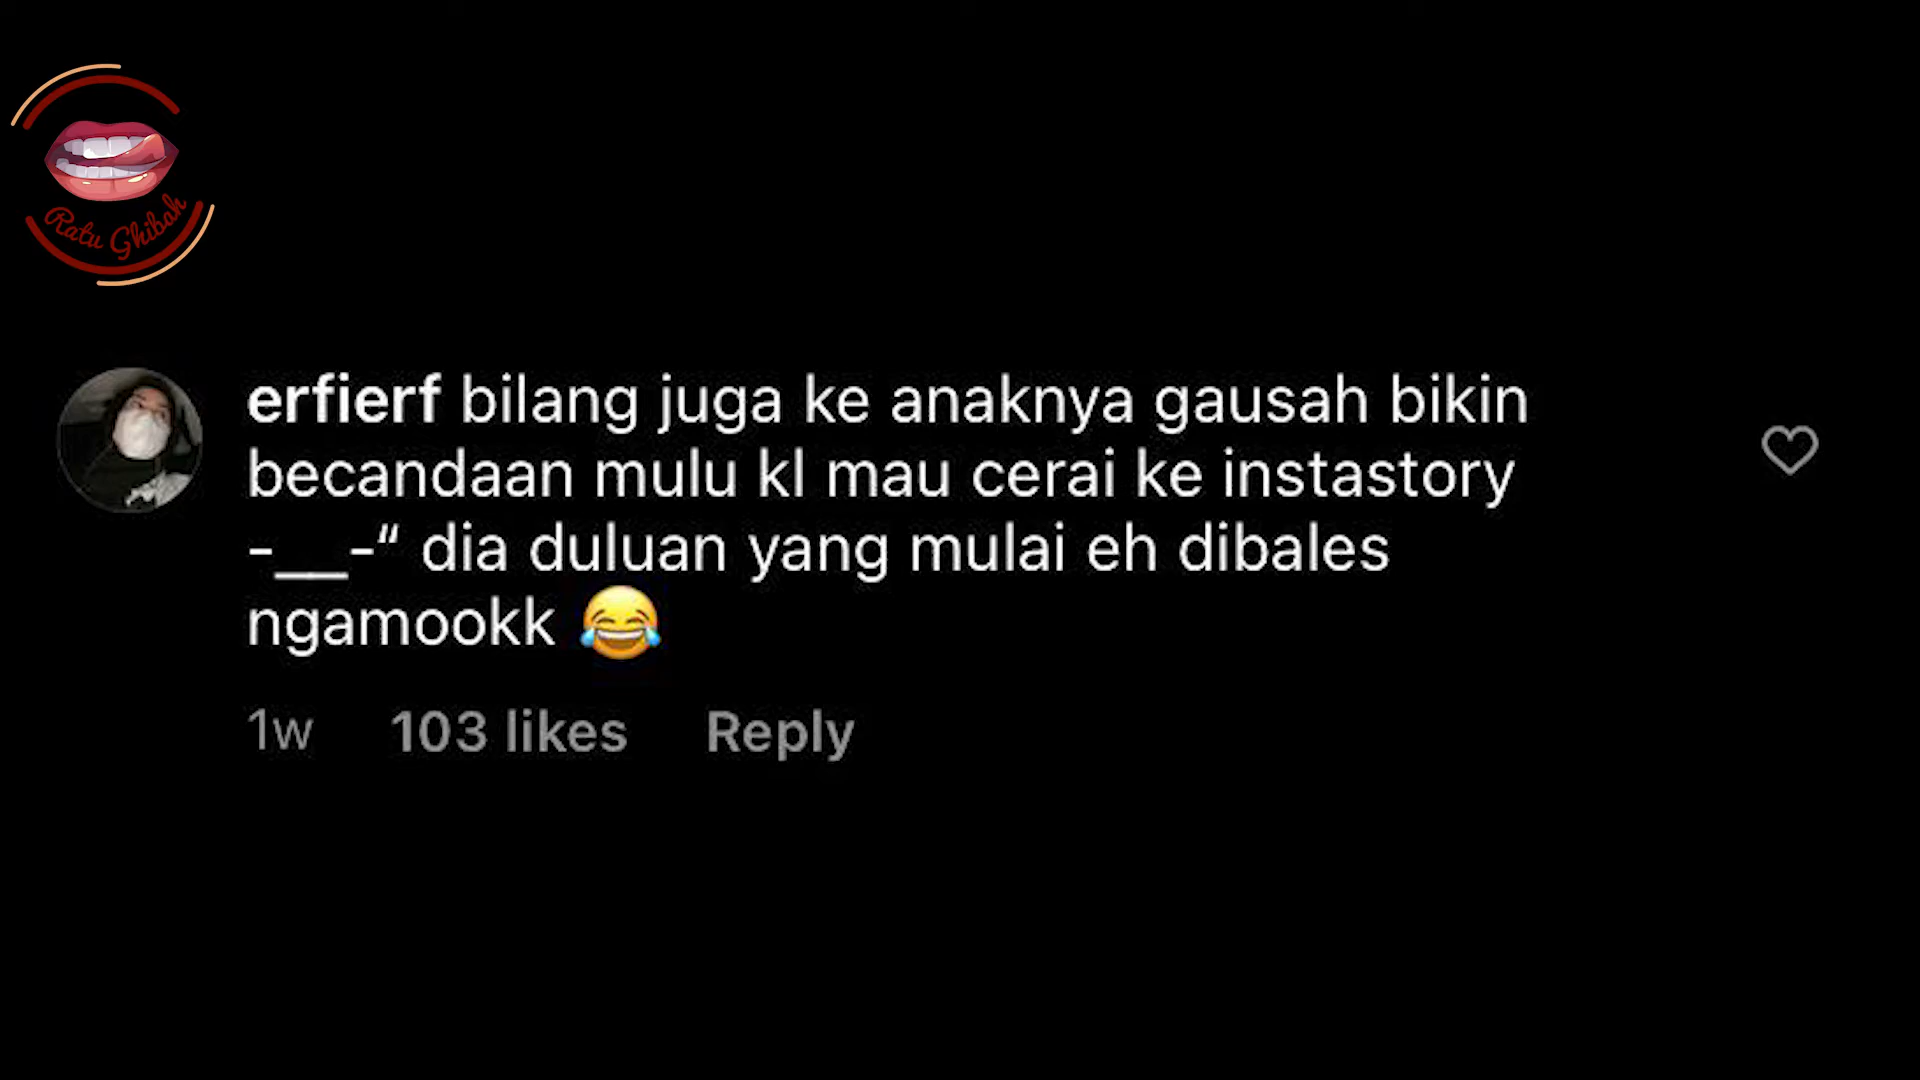 Ratu Ghibah
erfierf bilang juga ke anaknya gausah bikin
becandaan mulu kl mau cerai ke instastory
-__-“ dia duluan yang mulai eh dibales
ngamookk 😂
1w 103 likes Reply